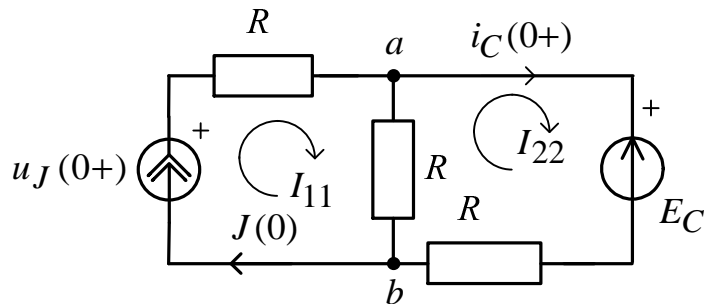 R
a
i_C(0+)
+
+
u_J(0+)
I_11
R
I_22
R
E_C
J(0)
b